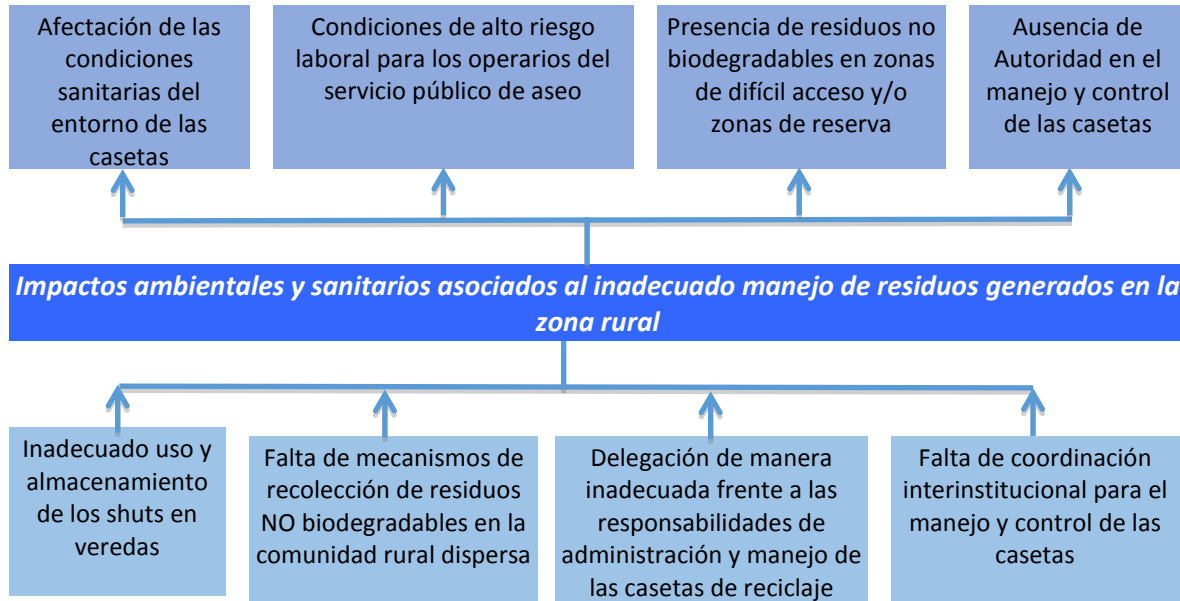 Afectación de las
condiciones
sanitarias del
entorno de las
casetas
Condiciones de alto riesgo
laboral para los operarios del
servicio público de aseo
Presencia de residuos no
biodegradables en zonas
de difícil acceso y/o
zonas de reserva
Ausencia de
Autoridad en el
manejo y control
de las casetas
Impactos ambientales y sanitarios asociados al inadecuado manejo de residuos generados en la
zona rural
Inadecuado uso y
almacenamiento
de los shuts en
veredas
Falta de mecanismos de
recolección de residuos
NO biodegradables en la
comunidad rural dispersa
Delegación de manera
inadecuada frente a las
responsabilidades de
administración y manejo de
las casetas de reciclaje
Falta de coordinación
interinstitucional para el
manejo y control de las
casetas